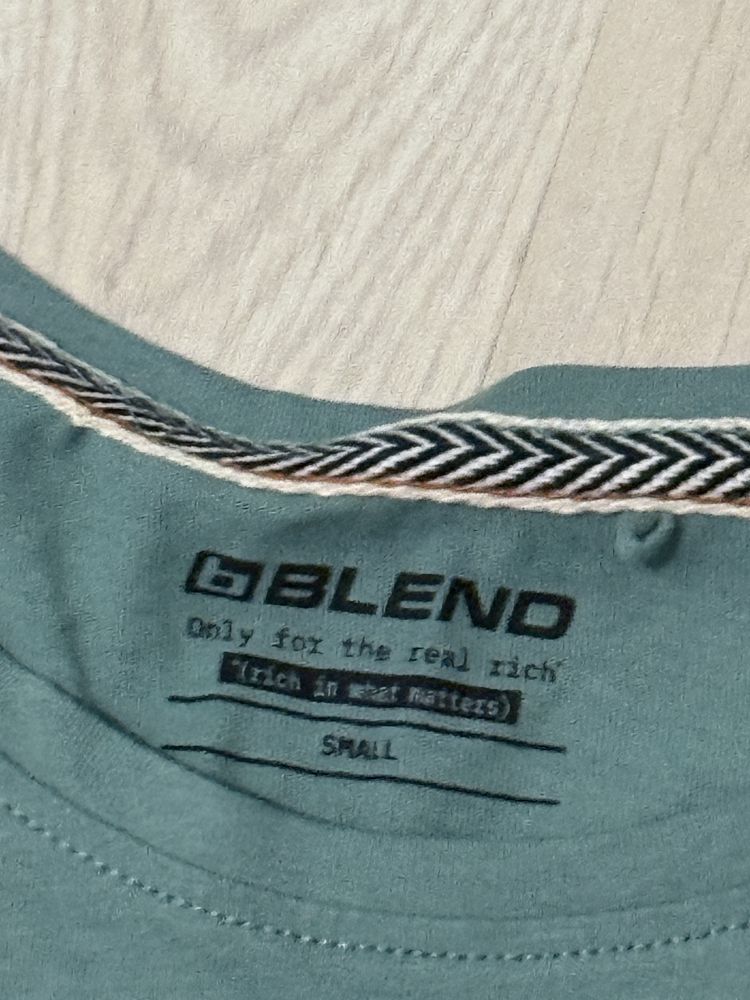 b BLEND
Only for the real rich*
*(rich in what matters)
SMALL